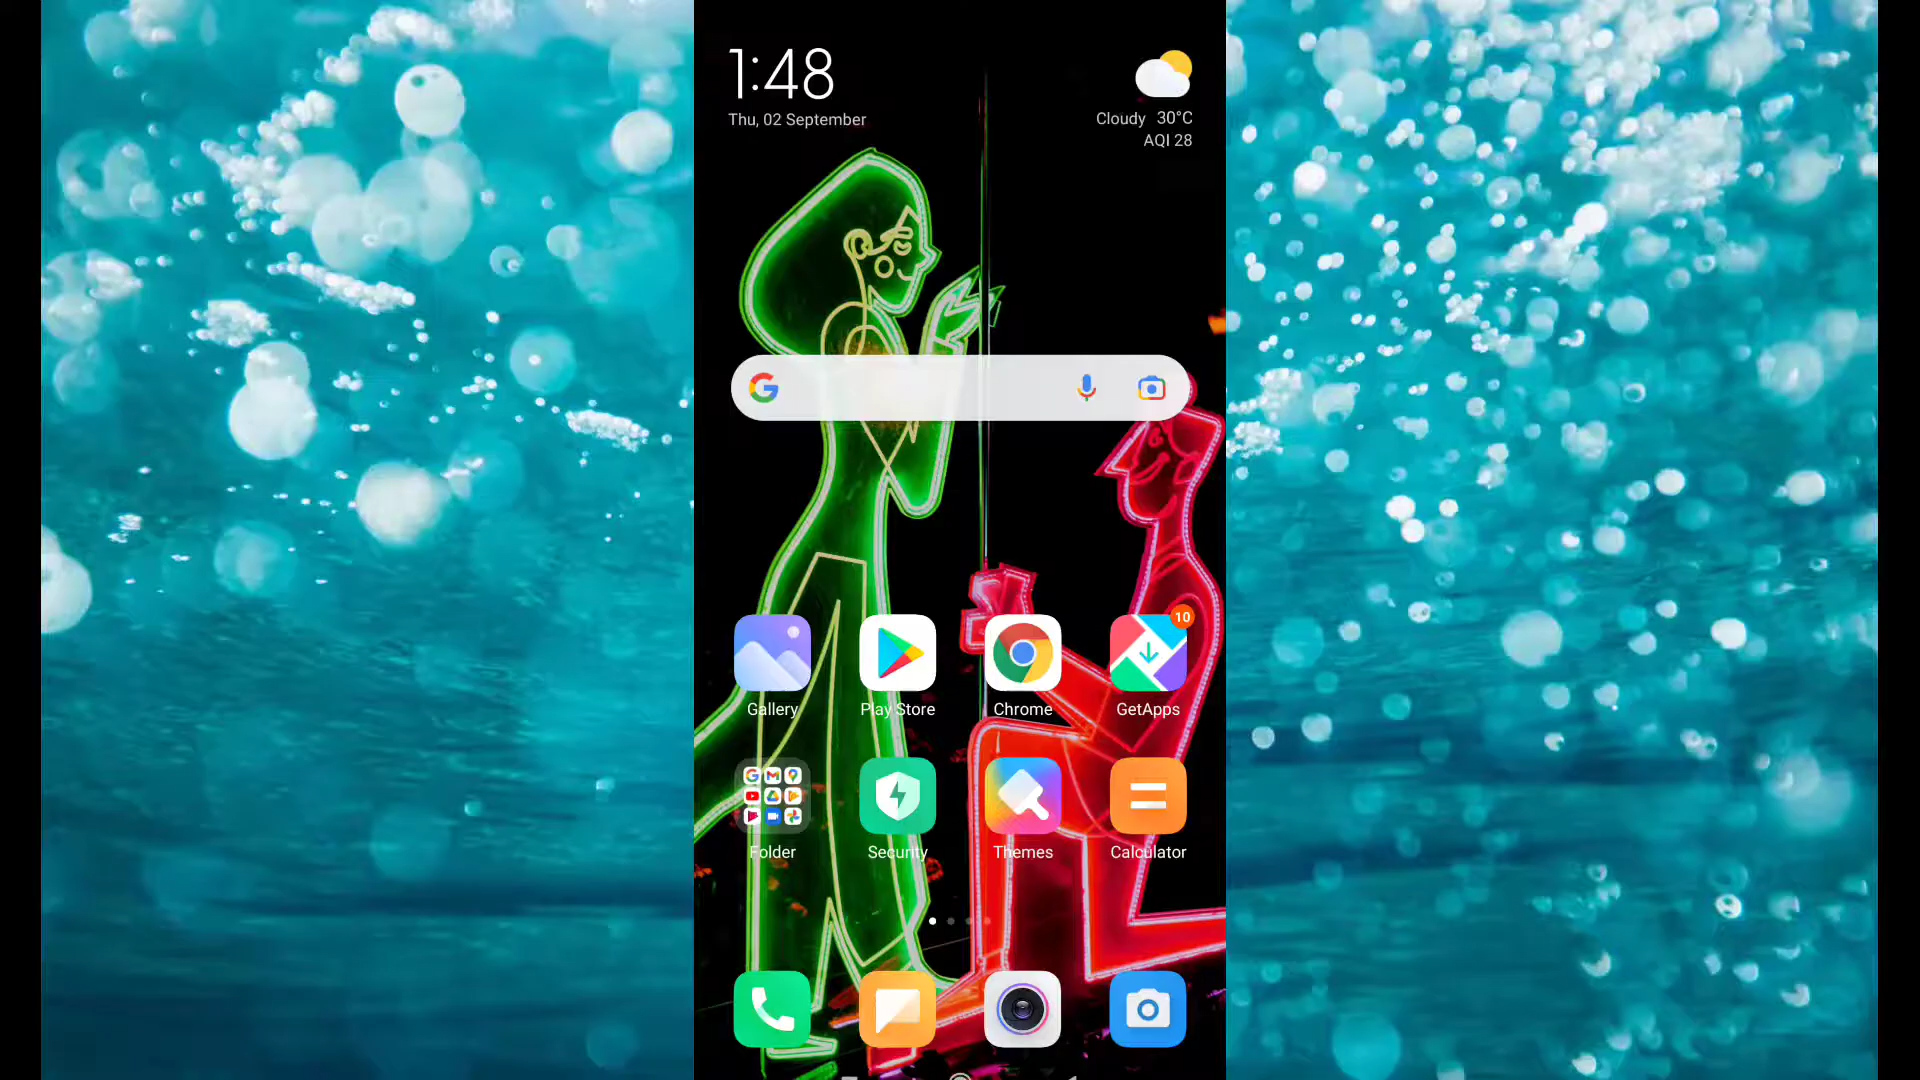 1:48
Thu, 02 September
Cloudy 30°C
AQI 28
10
Gallery
Play Store
Chrome
GetApps
Folder
Security
Themes
Calculator